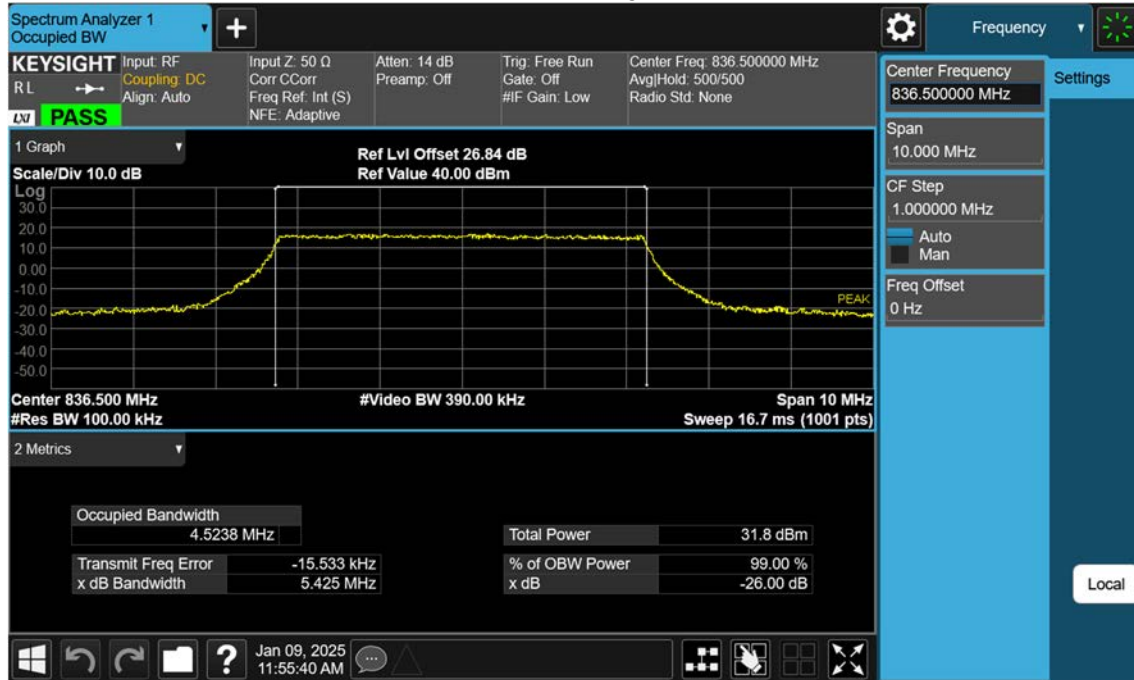 Spectrum Analyzer 1
Occupied BW
+
Frequency
KEYSIGHT
R L
LXI PASS
Input: RF
Coupling: DC
Align: Auto
Input Z: 50 Ω
Corr CCorr
Freq Ref: Int (S)
NFE: Adaptive
Atten: 14 dB
Preamp: Off
Trig: Free Run
Gate: Off
#IF Gain: Low
Center Freq: 836.500000 MHz
Avg|Hold: 500/500
Radio Std: None
Center Frequency
836.500000 MHz
Settings
Span
10.000 MHz
CF Step
1.000000 MHz
Auto
Man
Freq Offset
0 Hz
Local
1 Graph
Scale/Div 10.0 dB
Ref Lvl Offset 26.84 dB
Ref Value 40.00 dBm
Log
30.0
20.0
10.0
0.00
-10.0
-20.0
-30.0
-40.0
-50.0
PEAK
Center 836.500 MHz
#Video BW 390.00 kHz
Span 10 MHz
#Res BW 100.00 kHz
Sweep 16.7 ms (1001 pts)
2 Metrics
Occupied Bandwidth
4.5238 MHz
Total Power 31.8 dBm
Transmit Freq Error -15.533 kHz
% of OBW Power 99.00 %
x dB Bandwidth 5.425 MHz
x dB -26.00 dB
?
Jan 09, 2025
11:55:40 AM